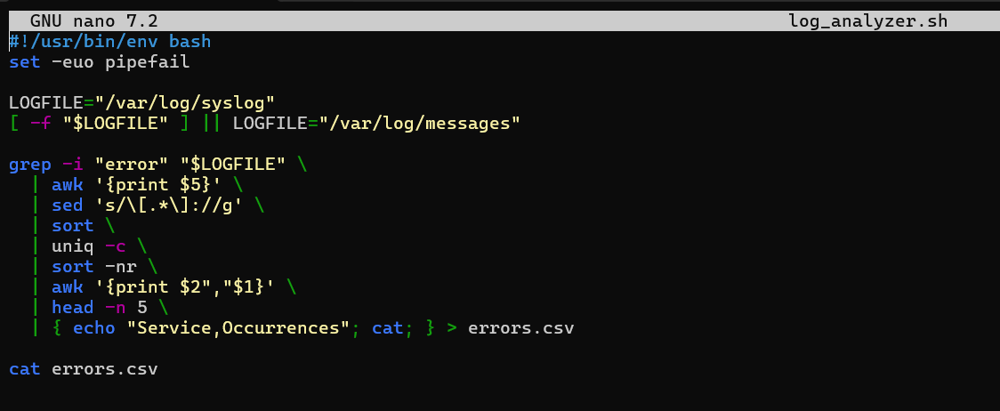 GNU nano 7.2 log_analyzer.sh
#!/usr/bin/env bash
set -euo pipefail
LOGFILE="/var/log/syslog"
[ -f "$LOGFILE" ] || LOGFILE="/var/log/messages"
grep -i "error" "$LOGFILE" \
  | awk '{print $5}' \
  | sed 's/\[.*\]://g' \
  | sort \
  | uniq -c \
  | sort -nr \
  | awk '{print $2","$1}' \
  | head -n 5 \
  | { echo "Service,Occurrences"; cat; } > errors.csv
cat errors.csv